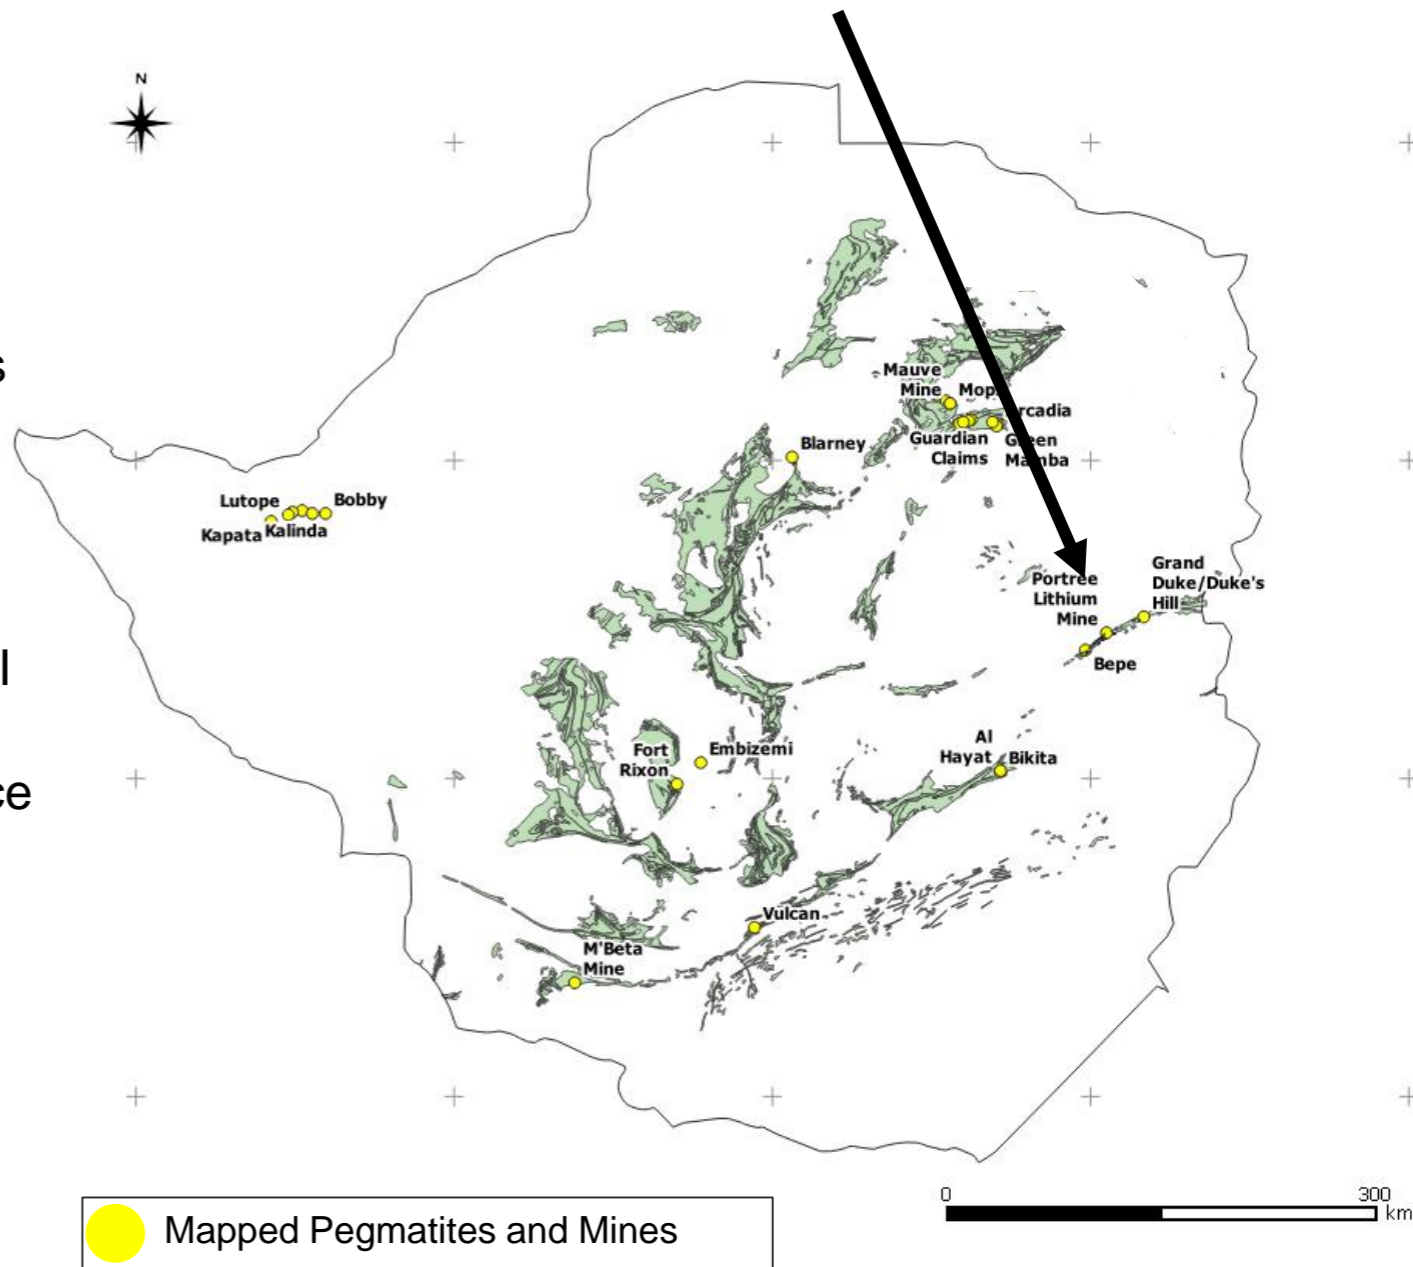 N
s
l
ce
Mauve
Mine
Guardian
Claims
Mamba
Blarney
Lutope
Bobby
Kapata
Kalinda
Portree
Lithium
Mine
Grand
Duke/Duke's
Hill
Bepe
Al
Hayat
Bikita
Fort
Rixon
Embizemi
Vulcan
M'Beta
Mine
0 300
km
Mapped Pegmatites and Mines